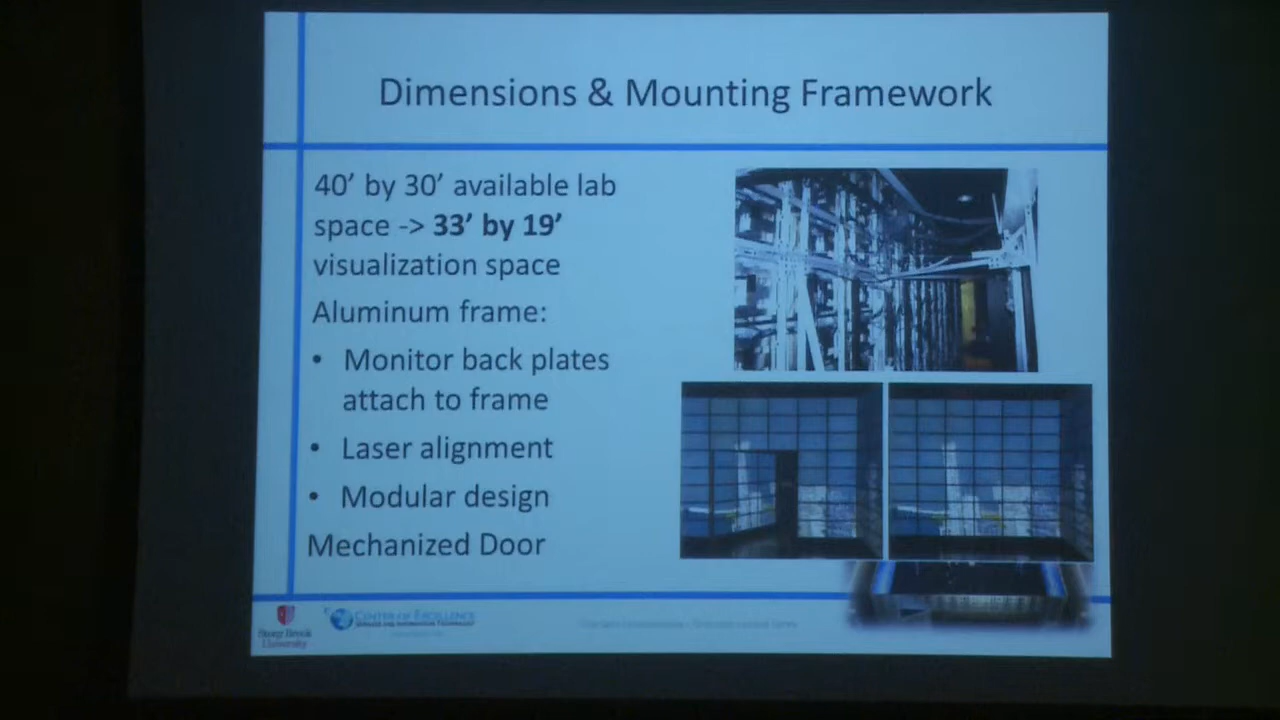 Dimensions & Mounting Framework
40’ by 30’ available lab
space -> 33’ by 19’
visualization space
Aluminum frame:
• Monitor back plates
attach to frame
• Laser alignment
• Modular design
Mechanized Door
Stony Brook
University
CENTER OF EXCELLENCE